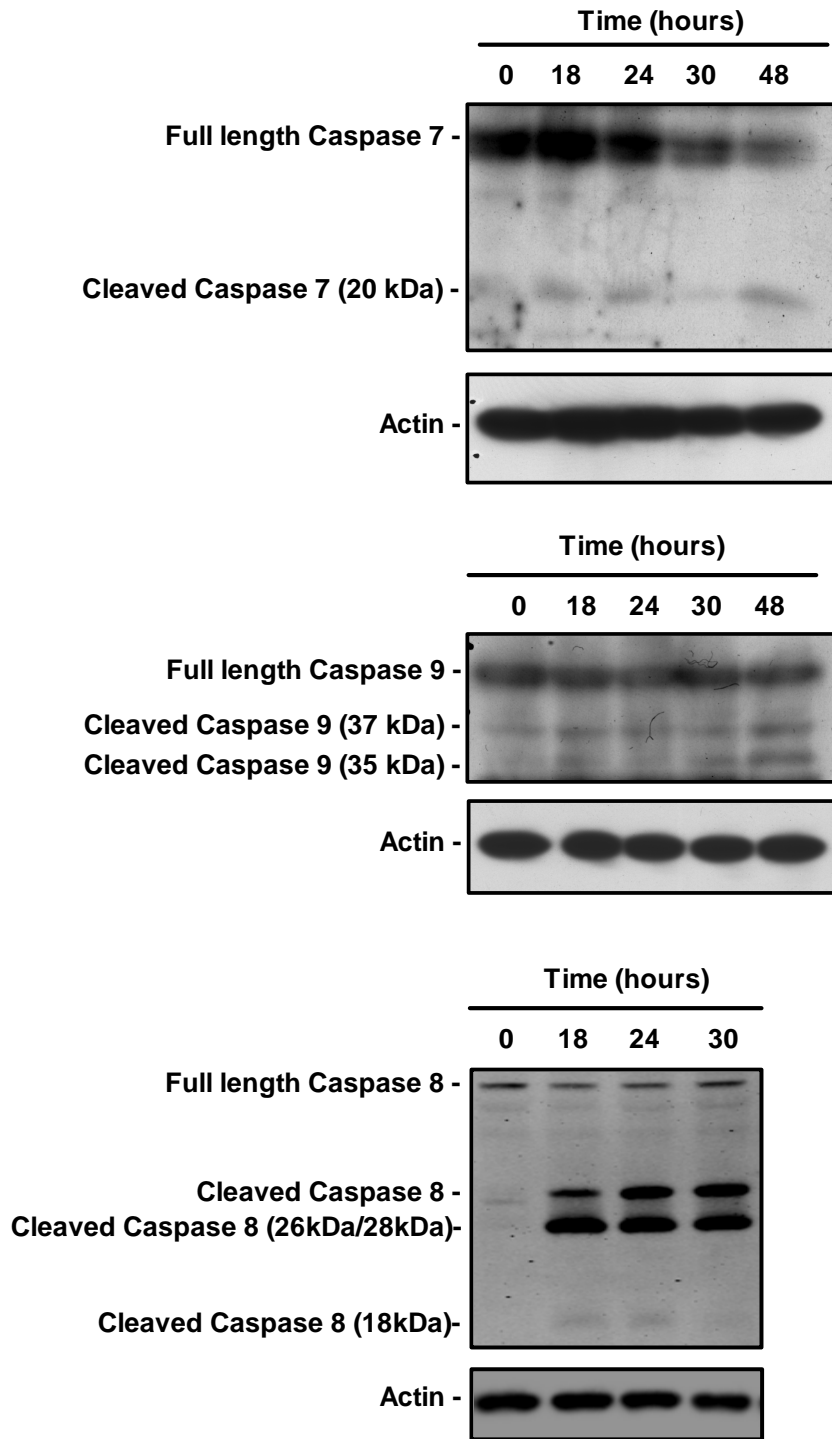 Time (hours)
0 18 24 30 48
Full length Caspase 7 -
Cleaved Caspase 7 (20 kDa) -
Actin -
Time (hours)
0 18 24 30 48
Full length Caspase 9 -
Cleaved Caspase 9 (37 kDa) -
Cleaved Caspase 9 (35 kDa) -
Actin -
Time (hours)
0 18 24 30
Full length Caspase 8 -
Cleaved Caspase 8 -
Cleaved Caspase 8 (26kDa/28kDa)-
Cleaved Caspase 8 (18kDa)-
Actin -